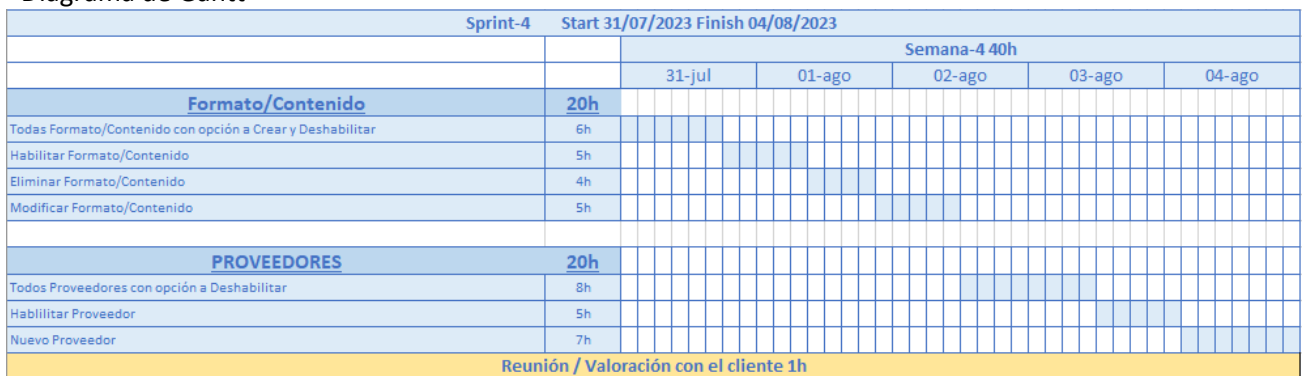 Diagrama de Gantt
Sprint-4 Start 31/07/2023 Finish 04/08/2023
Semana-4 40h
31-jul 01-ago 02-ago 03-ago 04-ago
Formato/Contenido 20h
Todas Formato/Contenido con opción a Crear y Deshabilitar 6h
Habilitar Formato/Contenido 5h
Eliminar Formato/Contenido 4h
Modificar Formato/Contenido 5h
PROVEEDORES 20h
Todos Proveedores con opción a Deshabilitar 8h
Hablilitar Proveedor 5h
Nuevo Proveedor 7h
Reunión / Valoración con el cliente 1h